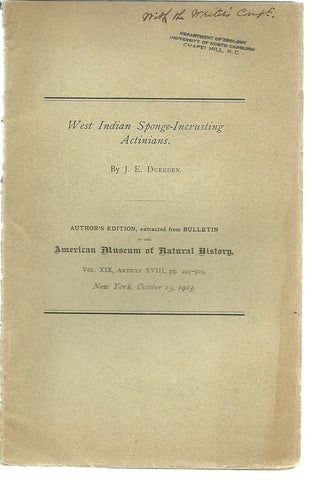 With the Writer's Compts.
DEPARTMENT OF ZOOLOGY
UNIVERSITY OF NORTH CAROLINA
CHAPEL HILL, N. C.
West Indian Sponge-Incrusting
Actinians.
By J. E. Duerden.
AUTHOR'S EDITION, extracted from BULLETIN
OF THE
American Museum of Natural History,
Vol. XIX, Article XVIII, pp. 495-503.
New York, October 15, 1903.